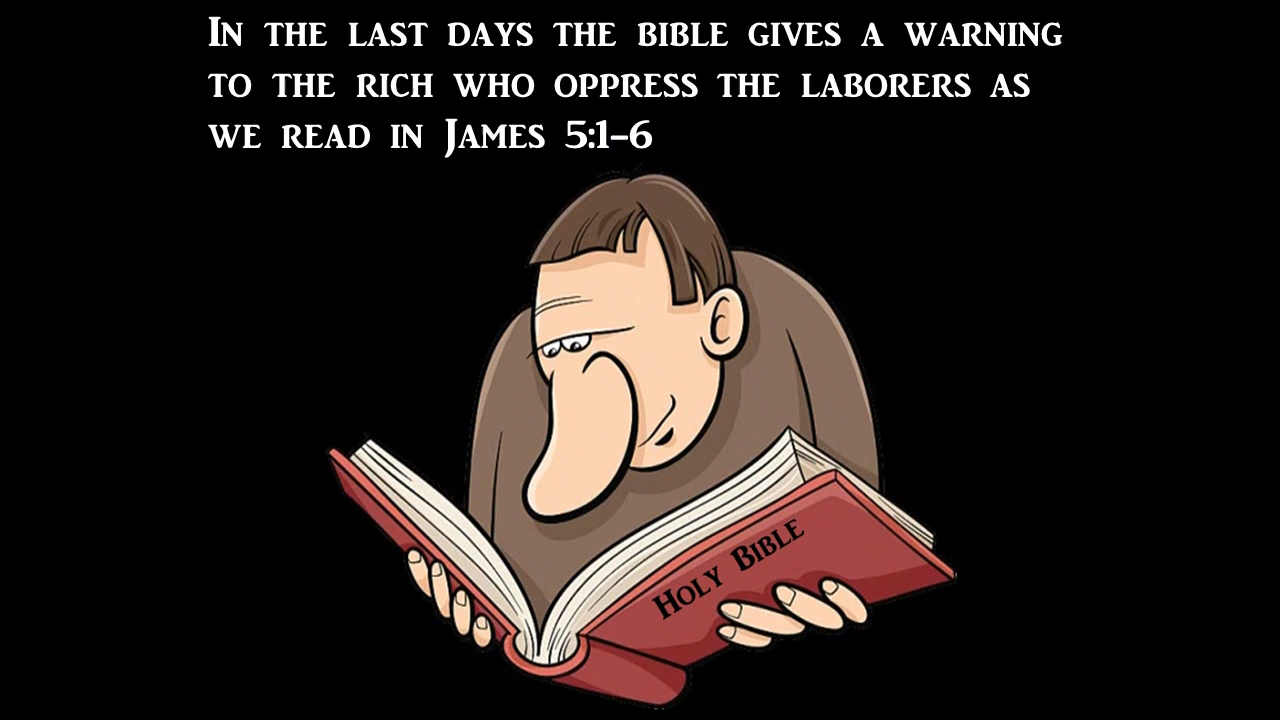 In the last days the bible gives a warning
to the rich who oppress the laborers as
we read in James 5:1-6
Holy Bible